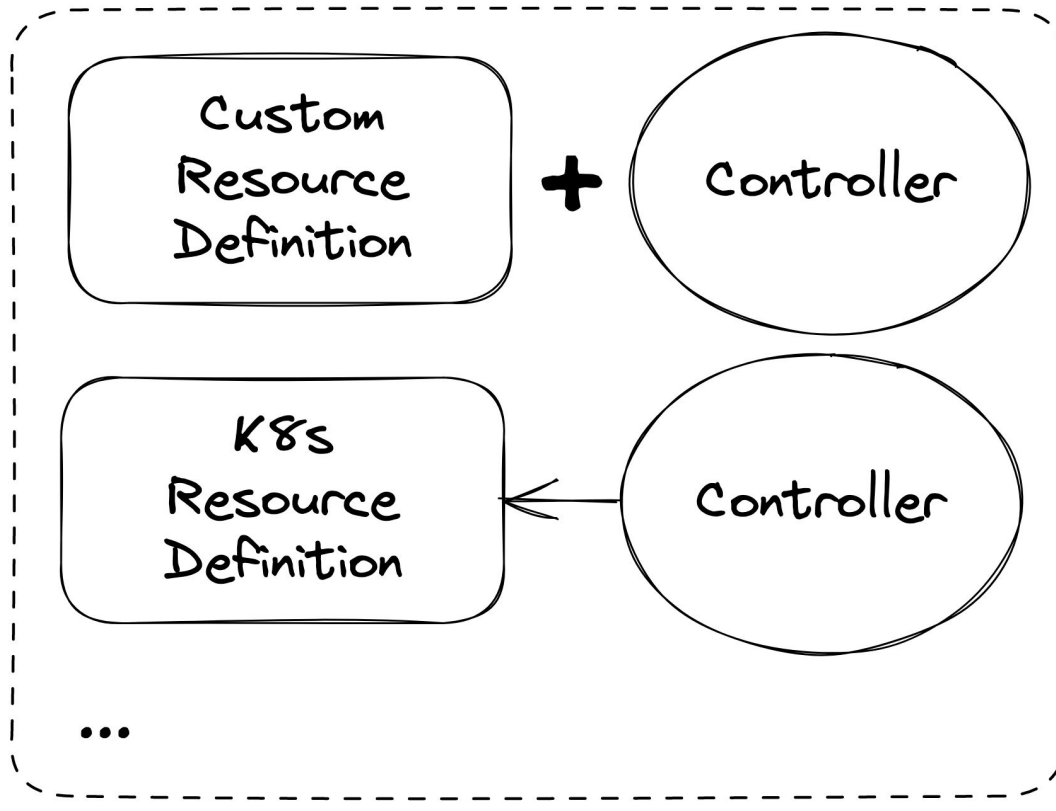 Custom
Resource
Definition
+
Controller
K8s
Resource
Definition
Controller
...